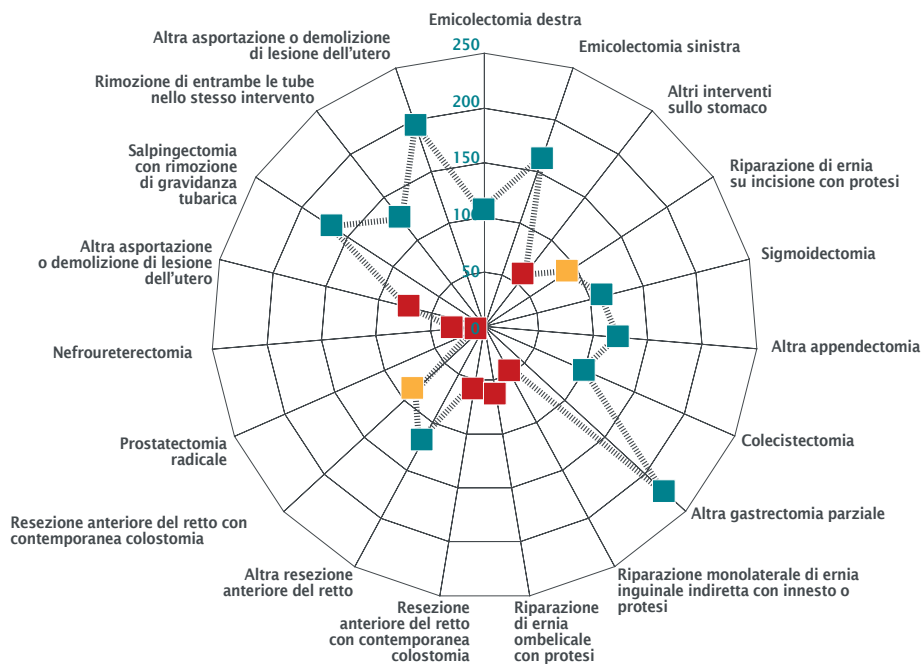 Emicolectomia destra
Emicolectomia sinistra
Altri interventi
sullo stomaco
Riparazione di ernia
su incisione con protesi
Sigmoidectomia
Altra appendectomia
Colecistectomia
Altra gastrectomia parziale
Riparazione monolaterale di ernia
inguinale indiretta con innesto o
protesi
Riparazione
di ernia
ombelicale
con protesi
Resezione
anteriore del retto
con contemporanea
colostomia
Altra resezione
anteriore del retto
Resezione anteriore del retto con
contemporanea colostomia
Prostatectomia
radicale
Nefroureterectomia
Altra asportazione
o demolizione di lesione
dell'utero
Salpingectomia
con rimozione
di gravidanza
tubarica
Rimozione di entrambe le tube
nello stesso intervento
Altra asportazione o demolizione
di lesione dell'utero
250
200
150
100
50
0